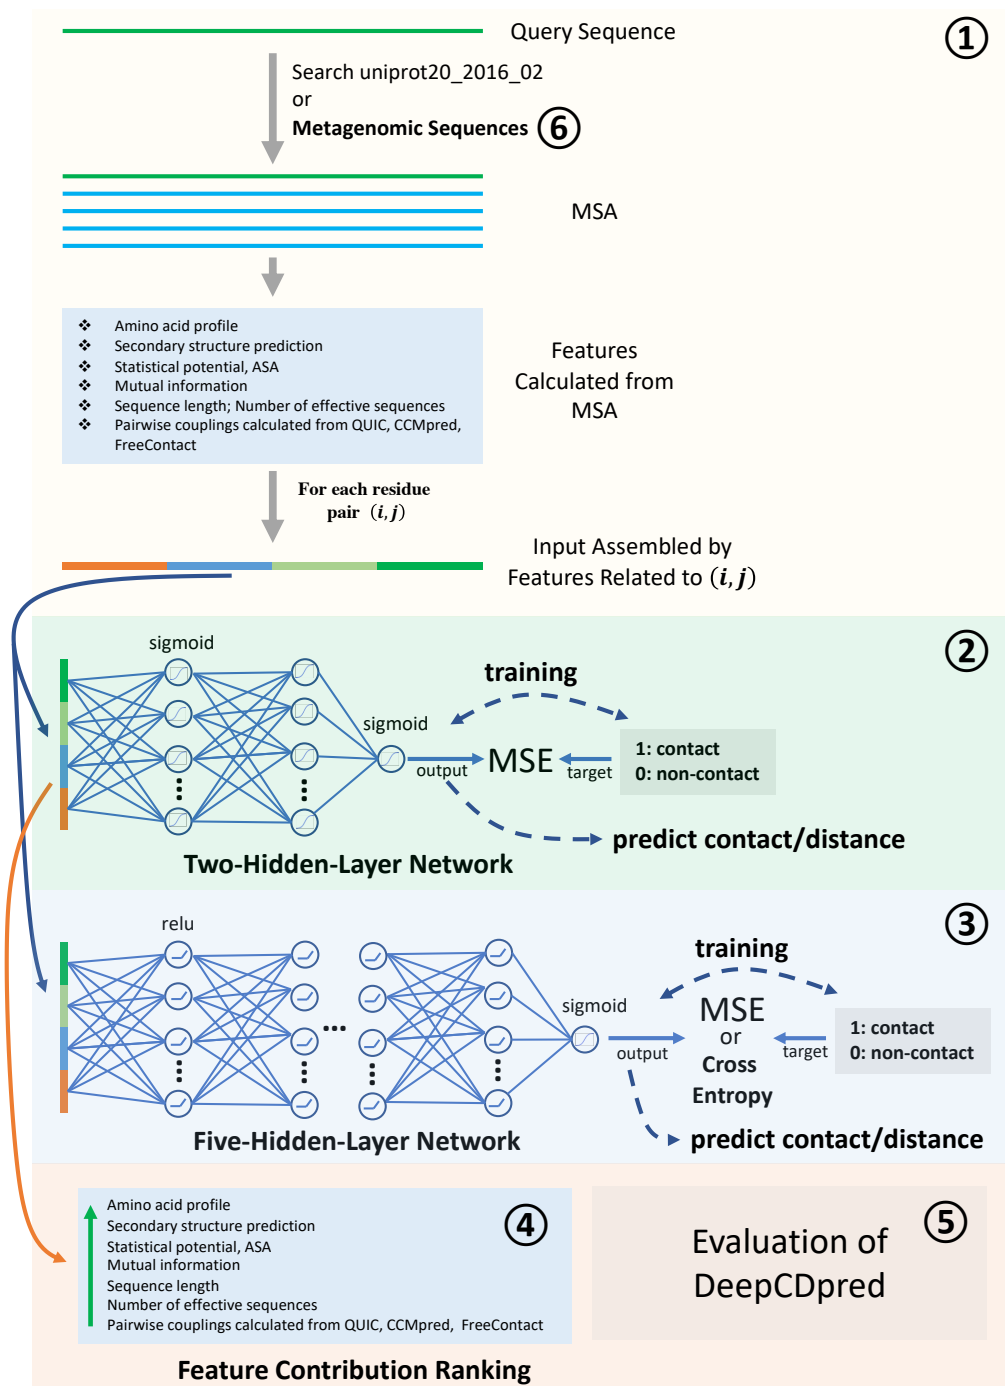 Query Sequence
①
Search uniprot20_2016_02
or
Metagenomic Sequences ⑥
MSA
❖ Amino acid profile
❖ Secondary structure prediction
❖ Statistical potential, ASA
❖ Mutual information
❖ Sequence length; Number of effective sequences
❖ Pairwise couplings calculated from QUIC, CCMpred,
FreeContact
Features
Calculated from
MSA
For each residue
pair (i, j)
Input Assembled by
Features Related to (i, j)
②
sigmoid
sigmoid
training
output
MSE
target
1: contact
0: non-contact
predict contact/distance
Two-Hidden-Layer Network
③
relu
sigmoid
training
output
MSE
or
Cross
Entropy
target
1: contact
0: non-contact
predict contact/distance
Five-Hidden-Layer Network
④
Amino acid profile
Secondary structure prediction
Statistical potential, ASA
Mutual information
Sequence length
Number of effective sequences
Pairwise couplings calculated from QUIC, CCMpred, FreeContact
Feature Contribution Ranking
⑤
Evaluation of
DeepCDpred